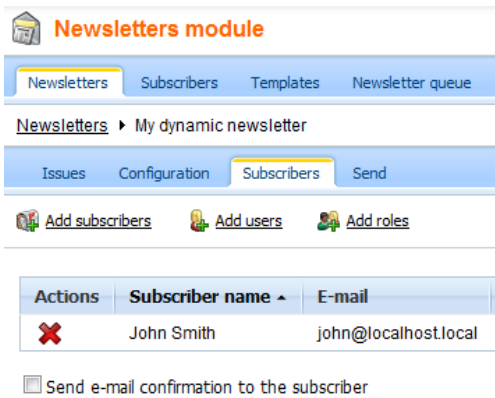 Newsletters module
Newsletters Subscribers Templates Newsletter queue
Newsletters ▸ My dynamic newsletter
Issues Configuration Subscribers Send
Add subscribers Add users Add roles
Actions Subscriber name ▲ E-mail
John Smith john@localhost.local
Send e-mail confirmation to the subscriber